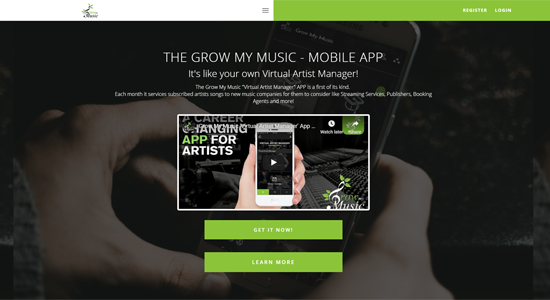 Music
REGISTER
LOGIN
THE GROW MY MUSIC - MOBILE APP
It's like your own Virtual Artist Manager!
The Grow My Music "Virtual Artist Manager" APP is a first of its kind.
Each month it services subscribed artists songs to new music companies for them to consider like Streaming Services, Publishers, Booking
Agents and more!
A CAREER
CHANGING
APP FOR
ARTISTS
Watch later
Share
VIRTUAL ARTIST MANAGER
Music
GET IT NOW!
LEARN MORE